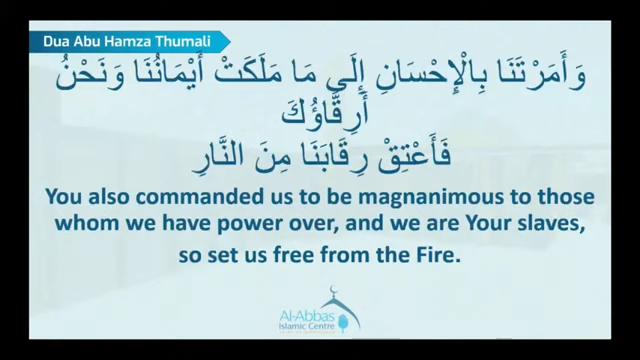 Dua Abu Hamza Thumali
وَأَمَرْتَنَا بِالْإِحْسَانِ إِلَى مَا مَلَكَتْ أَيْمَانُنَا وَنَحْنُ
أَرِقَّاؤُكَ
فَأَعْتِقْ رِقَابَنَا مِنَ النَّارِ
You also commanded us to be magnanimous to those
whom we have power over, and we are Your slaves,
so set us free from the Fire.
Al-Abbas
Islamic Centre